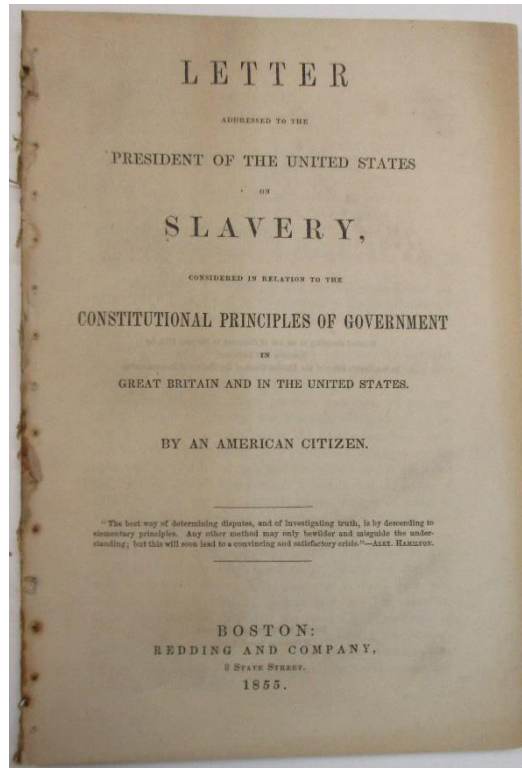 LETTER
ADDRESSED TO THE
PRESIDENT OF THE UNITED STATES
ON
SLAVERY,
CONSIDERED IN RELATION TO THE
CONSTITUTIONAL PRINCIPLES OF GOVERNMENT
IN
GREAT BRITAIN AND IN THE UNITED STATES.
BY AN AMERICAN CITIZEN.
"The best way of determining disputes, and of investigating truth, is by descending to
elementary principles. Any other method may only bewilder and misguide the under-
standing; but this will soon lead to a convincing and satisfactory crisis."—ALEX. HAMILTON.
BOSTON:
REDDING AND COMPANY,
8 STATE STREET.
1855.